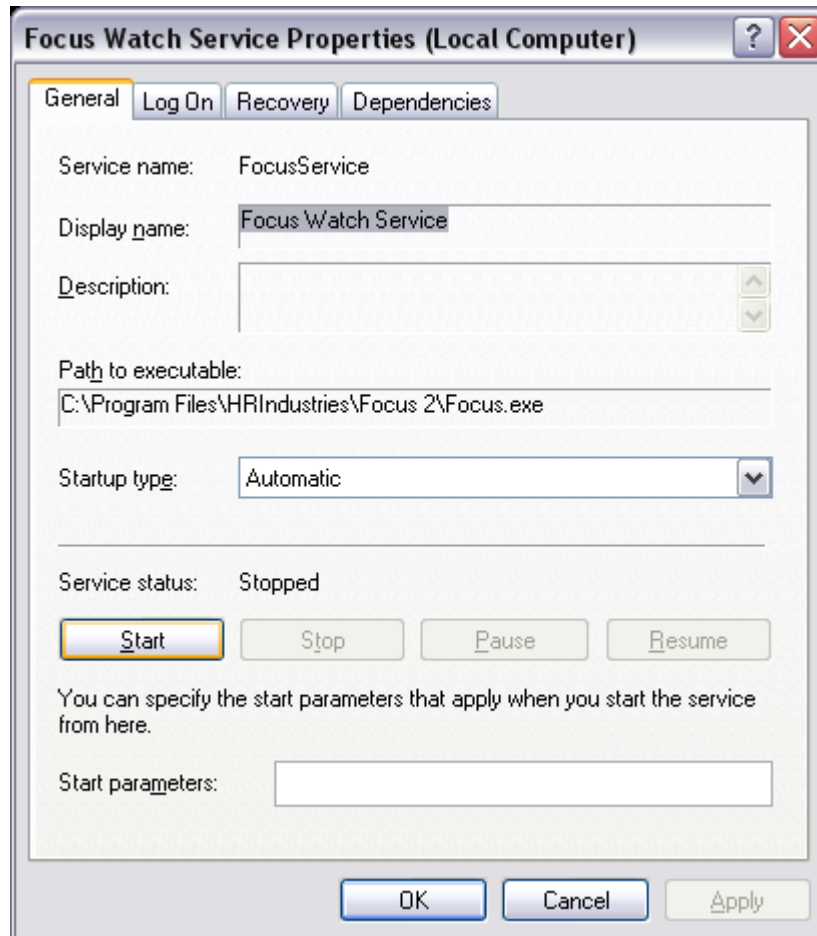 Focus Watch Service Properties (Local Computer)
General Log On Recovery Dependencies
Service name: FocusService
Display name: Focus Watch Service
Description:
Path to executable:
C:\Program Files\HRIndustries\Focus 2\Focus.exe
Startup type: Automatic
Service status: Stopped
Start Stop Pause Resume
You can specify the start parameters that apply when you start the service
from here.
Start parameters:
OK Cancel Apply